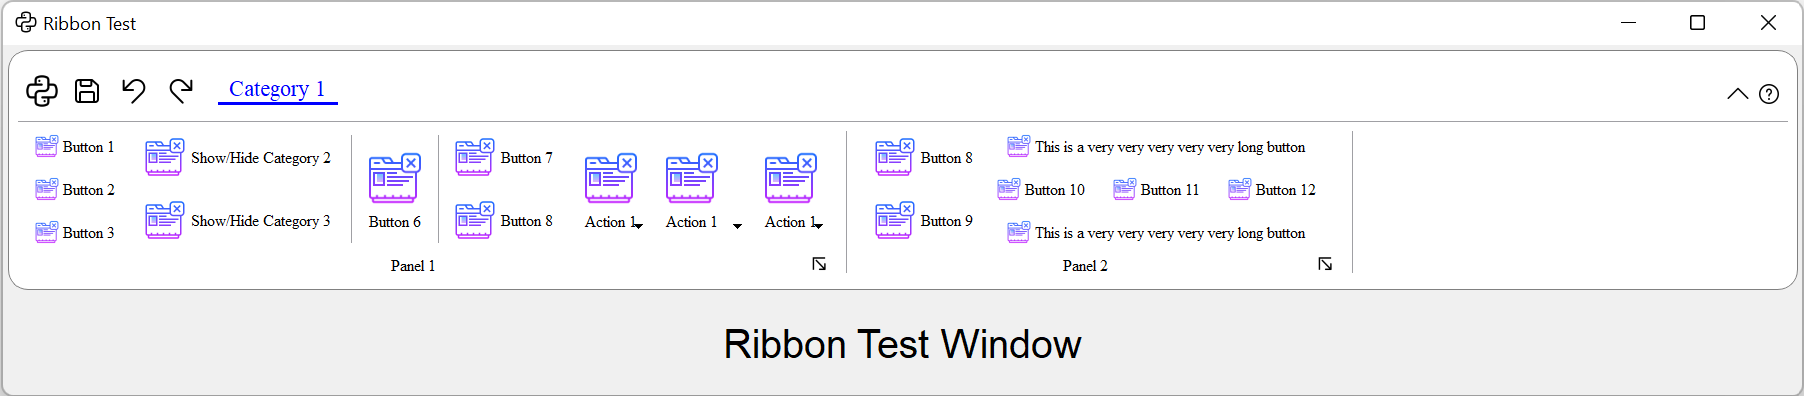 Ribbon Test
Category 1
Button 1
Button 2
Button 3
Show/Hide Category 2
Show/Hide Category 3
Button 6
Button 7
Button 8
Action 1
Action 1
Action 1
Panel 1
Button 8
Button 9
This is a very very very very very long button
Button 10
Button 11
Button 12
This is a very very very very very long button
Panel 2
Ribbon Test Window